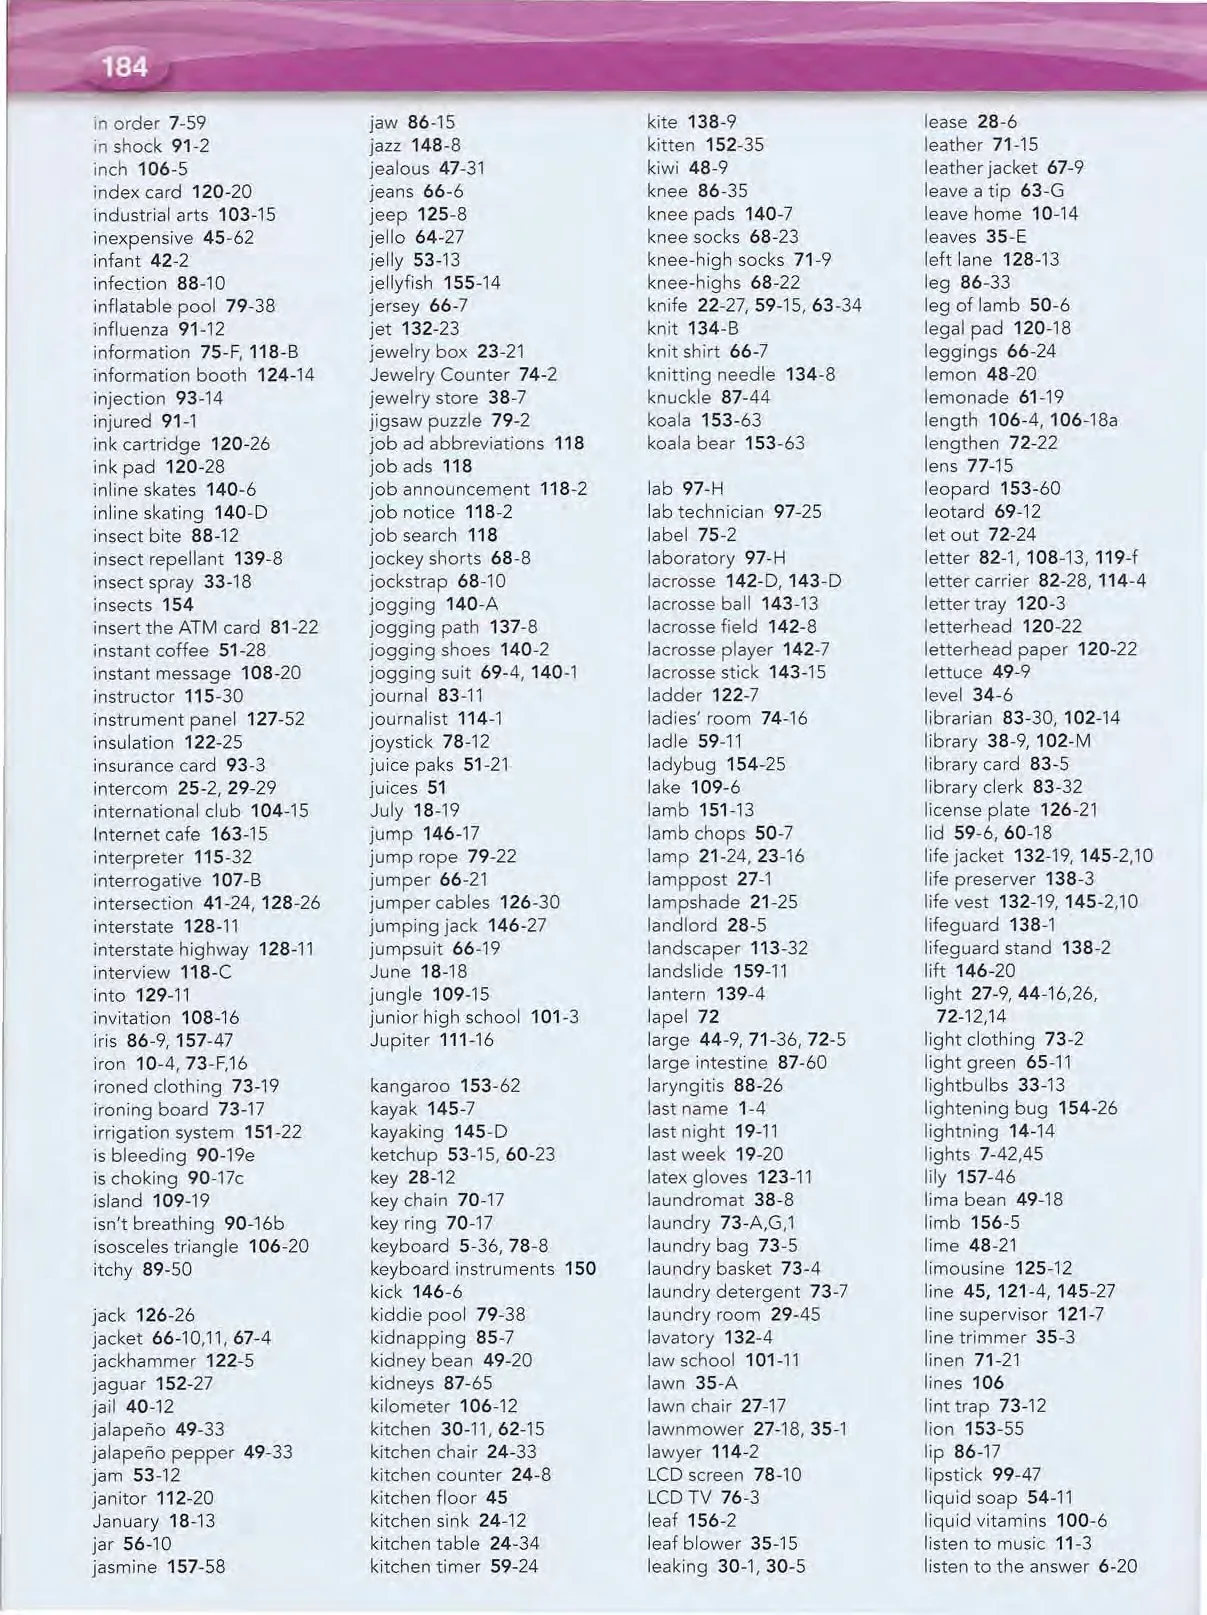 184
in order 7-59
in shock 91-2
inch 106-5
index card 120-20
industrial arts 103-15
inexpensive 45-62
infant 42-2
infection 88-10
inflatable pool 79-38
influenza 91-12
information 75-F, 118-B
information booth 124-14
injection 93-14
injured 91-1
ink cartridge 120-26
ink pad 120-28
inline skates 140-6
inline skating 140-D
insect bite 88-12
insect repellant 139-8
insect spray 33-18
insects 154
insert the ATM card 81-22
instant coffee 51-28
instant message 108-20
instructor 115-30
instrument panel 127-52
insulation 122-25
insurance card 93-3
intercom 25-2, 29-29
international club 104-15
Internet cafe 163-15
interpreter 115-32
interrogative 107-B
intersection 41-24, 128-26
interstate 128-11
interstate highway 128-11
interview 118-C
into 129-11
invitation 108-16
iris 86-9, 157-47
iron 10-4, 73-F,16
ironed clothing 73-19
ironing board 73-17
irrigation system 151-22
is bleeding 90-19e
is choking 90-17c
island 109-19
isn't breathing 90-16b
isosceles triangle 106-20
itchy 89-50
jack 126-26
jacket 66-10,11, 67-4
jackhammer 122-5
jaguar 152-27
jail 40-12
jalapeño 49-33
jalapeño pepper 49-33
jam 53-12
janitor 112-20
January 18-13
jar 56-10
jasmine 157-58
jaw 86-15
jazz 148-8
jealous 47-31
jeans 66-6
jeep 125-8
jello 64-27
jelly 53-13
jellyfish 155-14
jersey 66-7
jet 132-23
jewelry box 23-21
Jewelry Counter 74-2
jewelry store 38-7
jigsaw puzzle 79-2
job ad abbreviations 118
job ads 118
job announcement 118-2
job notice 118-2
job search 118
jockey shorts 68-8
jockstrap 68-10
jogging 140-A
jogging path 137-8
jogging shoes 140-2
jogging suit 69-4, 140-1
journal 83-11
journalist 114-1
joystick 78-12
juice paks 51-21
juices 51
July 18-19
jump 146-17
jump rope 79-22
jumper 66-21
jumper cables 126-30
jumping jack 146-27
jumpsuit 66-19
June 18-18
jungle 109-15
junior high school 101-3
Jupiter 111-16
kangaroo 153-62
kayak 145-7
kayaking 145-D
ketchup 53-15, 60-23
key 28-12
key chain 70-17
key ring 70-17
keyboard 5-36, 78-8
keyboard instruments 150
kick 146-6
kiddie pool 79-38
kidnapping 85-7
kidney bean 49-20
kidneys 87-65
kilometer 106-12
kitchen 30-11, 62-15
kitchen chair 24-33
kitchen counter 24-8
kitchen floor 45
kitchen sink 24-12
kitchen table 24-34
kitchen timer 59-24
kite 138-9
kitten 152-35
kiwi 48-9
knee 86-35
knee pads 140-7
knee socks 68-23
knee-high socks 71-9
knee-highs 68-22
knife 22-27, 59-15, 63-34
knit 134-B
knit shirt 66-7
knitting needle 134-8
knuckle 87-44
koala 153-63
koala bear 153-63
lab 97-H
lab technician 97-25
label 75-2
laboratory 97-H
lacrosse 142-D, 143-D
lacrosse ball 143-13
lacrosse field 142-8
lacrosse player 142-7
lacrosse stick 143-15
ladder 122-7
ladies' room 74-16
ladle 59-11
ladybug 154-25
lake 109-6
lamb 151-13
lamb chops 50-7
lamp 21-24, 23-16
lamppost 27-1
lampshade 21-25
landlord 28-5
landscaper 113-32
landslide 159-11
lantern 139-4
lapel 72
large 44-9, 71-36, 72-5
large intestine 87-60
laryngitis 88-26
last name 1-4
last night 19-11
last week 19-20
latex gloves 123-11
laundromat 38-8
laundry 73-A,G,1
laundry bag 73-5
laundry basket 73-4
laundry detergent 73-7
laundry room 29-45
lavatory 132-4
law school 101-11
lawn 35-A
lawn chair 27-17
lawnmower 27-18, 35-1
lawyer 114-2
LCD screen 78-10
LCD TV 76-3
leaf 156-2
leaf blower 35-15
leaking 30-1, 30-5
lease 28-6
leather 71-15
leather jacket 67-9
leave a tip 63-G
leave home 10-14
leaves 35-E
left lane 128-13
leg 86-33
leg of lamb 50-6
legal pad 120-18
leggings 66-24
lemon 48-20
lemonade 61-19
length 106-4, 106-18a
lengthen 72-22
lens 77-15
leopard 153-60
leotard 69-12
let out 72-24
letter 82-1, 108-13, 119-f
letter carrier 82-28, 114-4
letter tray 120-3
letterhead 120-22
letterhead paper 120-22
lettuce 49-9
level 34-6
librarian 83-30, 102-14
library 38-9, 102-M
library card 83-5
library clerk 83-32
license plate 126-21
lid 59-6, 60-18
life jacket 132-19, 145-2,10
life preserver 138-3
life vest 132-19, 145-2,10
lifeguard 138-1
lifeguard stand 138-2
lift 146-20
light 27-9, 44-16,26,
72-12,14
light clothing 73-2
light green 65-11
lightbulbs 33-13
lightening bug 154-26
lightning 14-14
lights 7-42,45
lily 157-46
lima bean 49-18
limb 156-5
lime 48-21
limousine 125-12
line 45, 121-4, 145-27
line supervisor 121-7
line trimmer 35-3
linen 71-21
lines 106
lint trap 73-12
lion 153-55
lip 86-17
lipstick 99-47
liquid soap 54-11
liquid vitamins 100-6
listen to music 11-3
listen to the answer 6-20